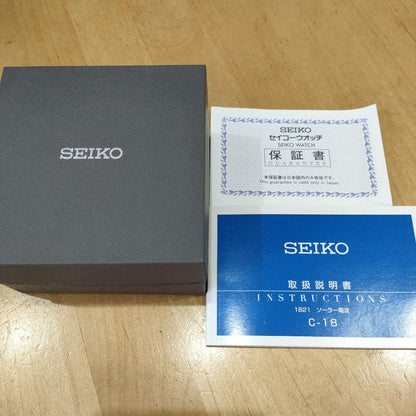 SEIKO
SEIKO
セイコーウオッチ
SEIKO WATCH
保証書
GUARANTEE
本保証書は日本国内のみ有効です。
This guarantee is valid only in Japan.
SEIKO
取扱説明書
INSTRUCTIONS
1B21 ソーラー電波
C-18